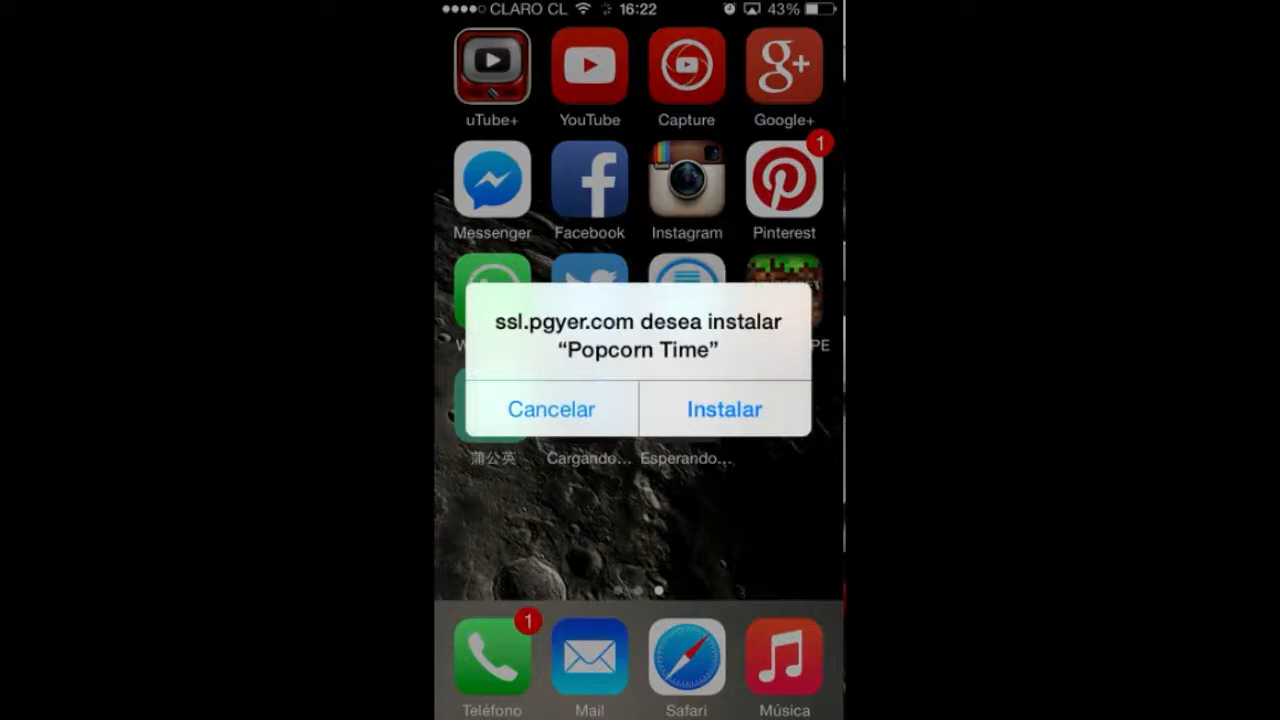 CLARO CL 16:22 43%
uTube+ YouTube Capture Google+
1
Messenger Facebook Instagram Pinterest
ssl.pgyer.com desea instalar
“Popcorn Time”
PE
Cancelar Instalar
蒲公英 Cargando... Esperando...
1
Teléfono Mail Safari Música